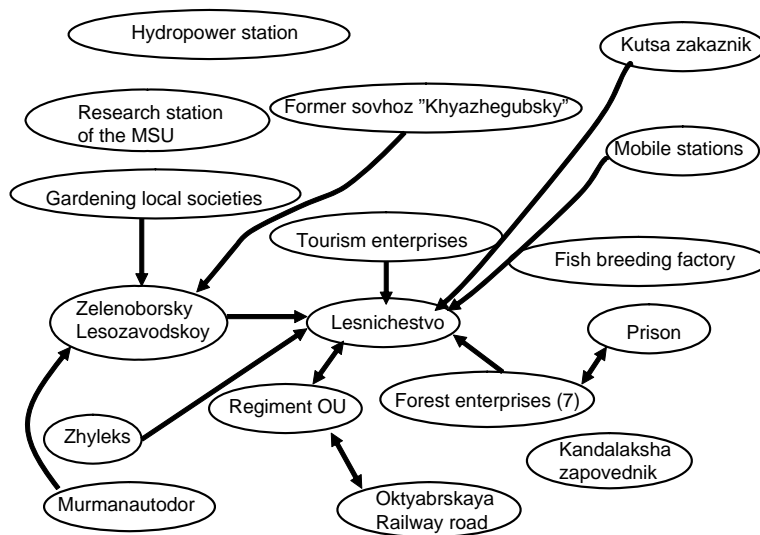 Hydropower station
Kutsa zakaznik
Research station
of the MSU
Former sovhoz ”Khyazhegubsky”
Mobile stations
Gardening local societies
Tourism enterprises
Fish breeding factory
Zelenoborsky
Lesozavodskoy
Lesnichestvo
Prison
Regiment OU
Forest enterprises (7)
Zhyleks
Kandalaksha
zapovednik
Murmanautodor
Oktyabrskaya
Railway road